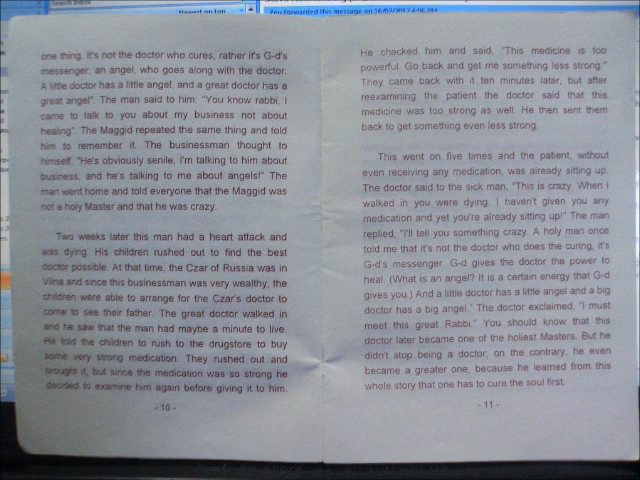 Search Inbox
Newest on top
You forwarded this message on 16/07/2012 4:06 PM
one thing. It's not the doctor who cures, rather it's G-d's
messenger, an angel, who goes along with the doctor.
A little doctor has a little angel, and a great doctor has a
great angel". The man said to him: "You know rabbi, I
came to talk to you about my business not about
healing". The Maggid repeated the same thing and told
him to remember it. The businessman thought to
himself, "He's obviously senile, I'm talking to him about
business, and he's talking to me about angels!" The
man went home and told everyone that the Maggid was
not a holy Master and that he was crazy.
Two weeks later this man had a heart attack and
was dying. His children rushed out to find the best
doctor possible. At that time, the Czar of Russia was in
Vilna and since this businessman was very wealthy, the
children were able to arrange for the Czar's doctor to
come to see their father. The great doctor walked in
and he saw that the man had maybe a minute to live.
He told the children to rush to the drugstore to buy
some very strong medication. They rushed out and
brought it, but since the medication was so strong he
decided to examine him again before giving it to him.
- 10 -
He checked him and said, "This medicine is too
powerful. Go back and get me something less strong."
They came back with it ten minutes later, but after
reexamining the patient the doctor said that this
medicine was too strong as well. He then sent them
back to get something even less strong.
This went on five times and the patient, without
even receiving any medication, was already sitting up.
The doctor said to the sick man, "This is crazy. When I
walked in you were dying. I haven't given you any
medication and yet you're already sitting up!" The man
replied, "I'll tell you something crazy. A holy man once
told me that it's not the doctor who does the curing, it's
G-d's messenger. G-d gives the doctor the power to
heal. (What is an angel? It is a certain energy that G-d
gives you.) And a little doctor has a little angel and a big
doctor has a big angel." The doctor exclaimed, "I must
meet this great Rabbi." You should know that this
doctor later became one of the holiest Masters. But he
didn't stop being a doctor; on the contrary, he even
became a greater one, because he learned from this
whole story that one has to cure the soul first.
- 11 -